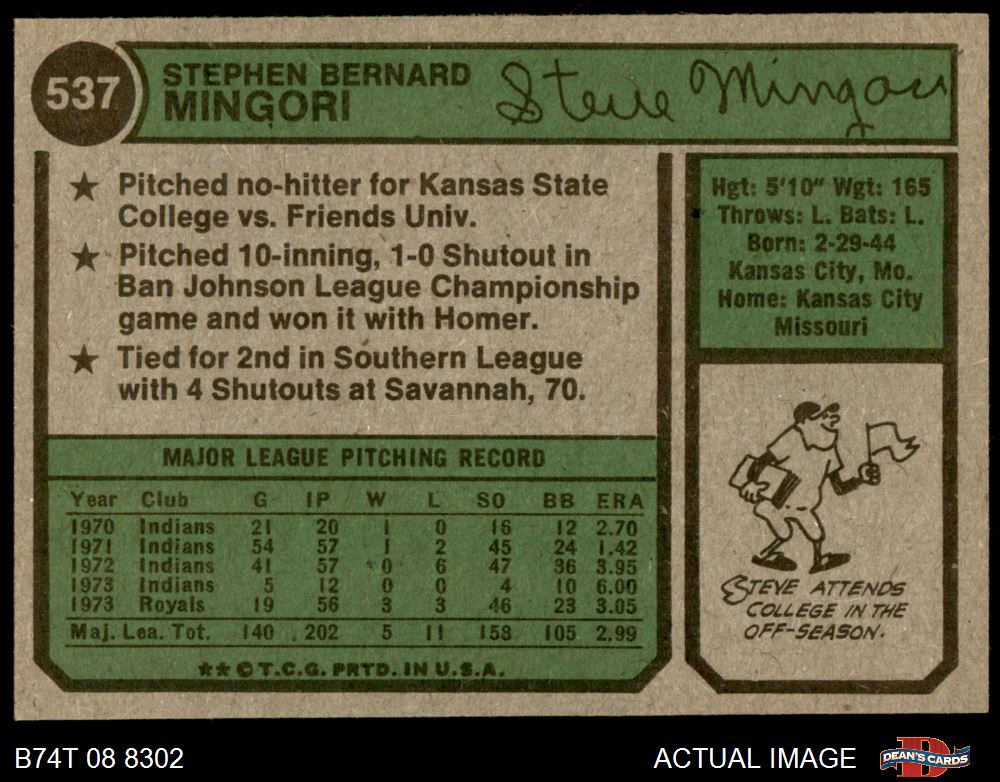 537
STEPHEN BERNARD
MINGORI
Steve Mingori
★ Pitched no-hitter for Kansas State
College vs. Friends Univ.
★ Pitched 10-inning, 1-0 Shutout in
Ban Johnson League Championship
game and won it with Homer.
★ Tied for 2nd in Southern League
with 4 Shutouts at Savannah, 70.
Hgt: 5'10" Wgt: 165
Throws: L. Bats: L.
Born: 2-29-44
Kansas City, Mo.
Home: Kansas City
Missouri
MAJOR LEAGUE PITCHING RECORD
Year Club G IP W L SO BB ERA
1970 Indians 21 20 1 0 16 12 2.70
1971 Indians 54 57 1 2 45 24 1.42
1972 Indians 41 57 0 6 47 36 3.95
1973 Indians 5 12 0 0 4 10 6.00
1973 Royals 19 56 3 3 46 23 3.05
Maj. Lea. Tot. 140 202 5 11 158 105 2.99
★★ © T.C.G. PRTD. IN U.S.A.
STEVE ATTENDS
COLLEGE IN THE
OFF-SEASON.
B74T 08 8302
ACTUAL IMAGE
D
DEAN'S CARDS